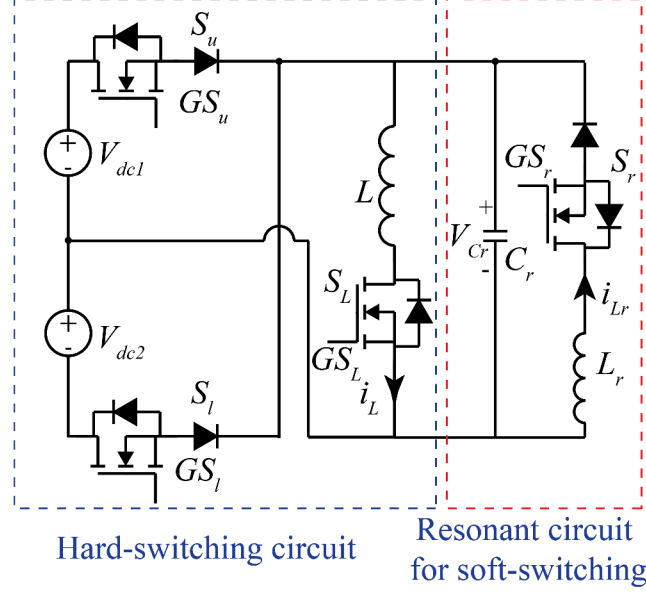 S_u
GS_u
+
V_dc1
-
L
GS_r
S_r
+
V_Cr
C_r
-
i_Lr
S_L
GS_L
i_L
+
V_dc2
-
L_r
S_l
GS_l
Hard-switching circuit
Resonant circuit
for soft-switching